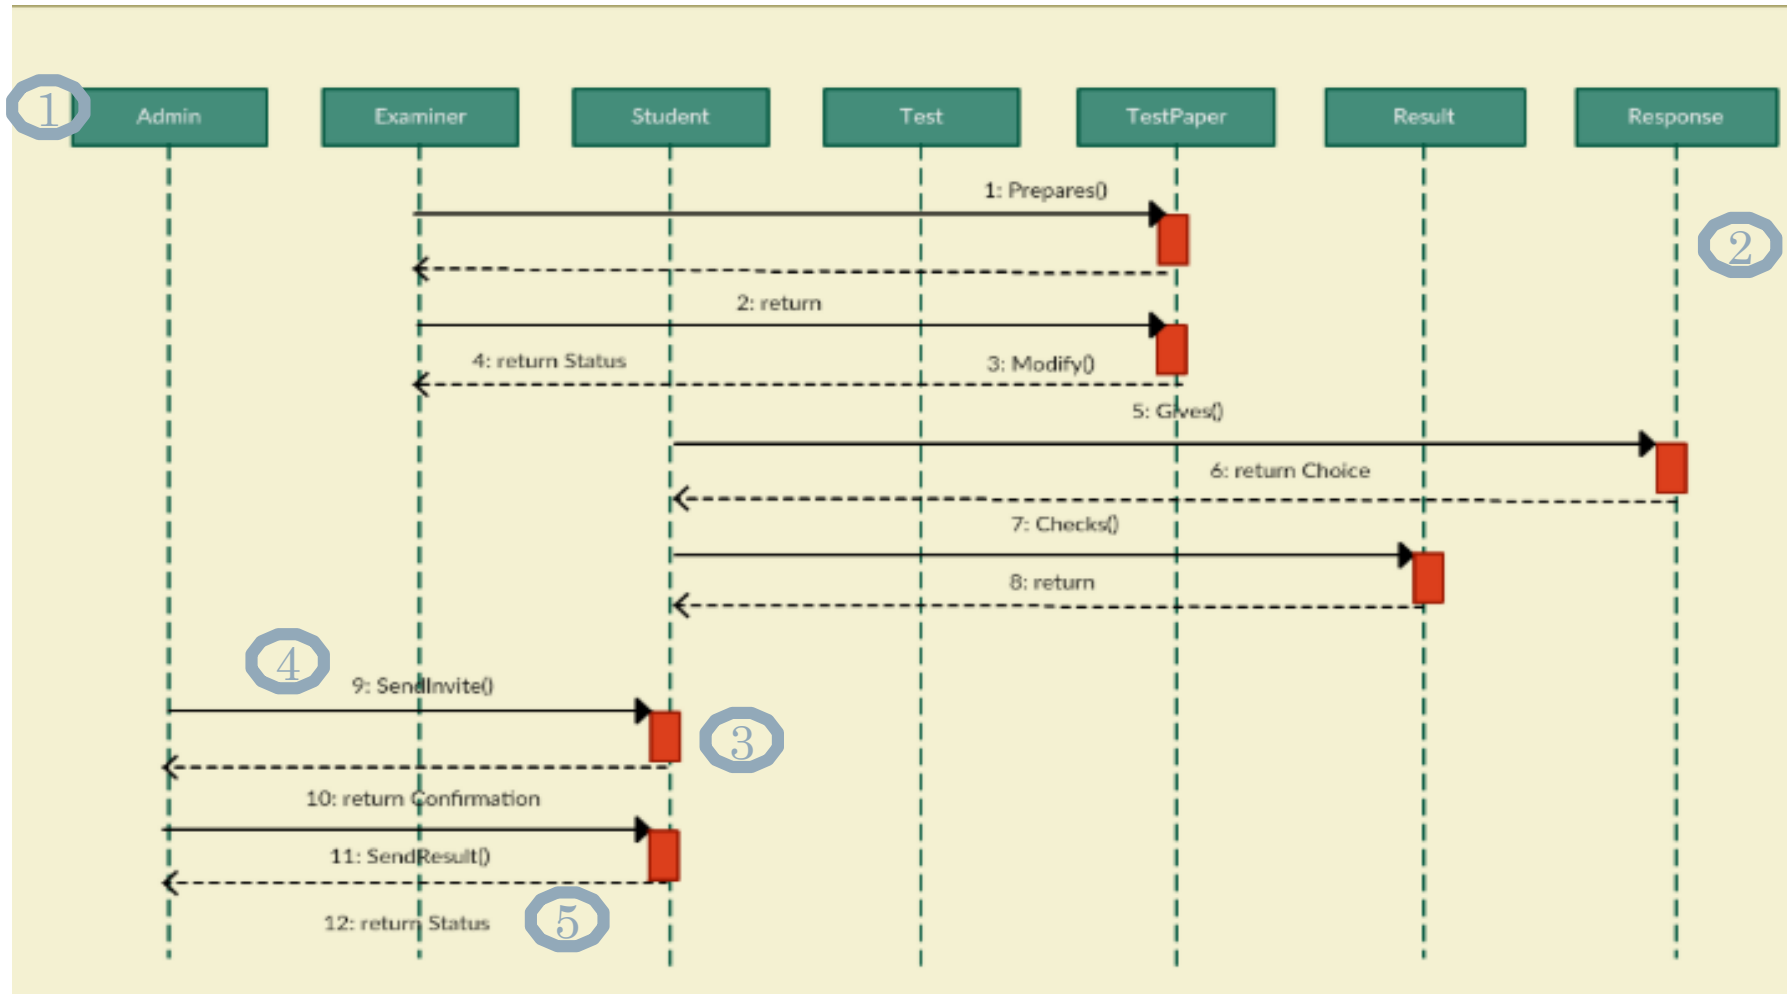 1
Admin
Examiner
Student
Test
TestPaper
Result
Response
1: Prepares()
2
2: return
4: return Status
3: Modify()
5: Gives()
6: return Choice
7: Checks()
8: return
4
9: SendInvite()
3
10: return Confirmation
11: SendResult()
5
12: return Status